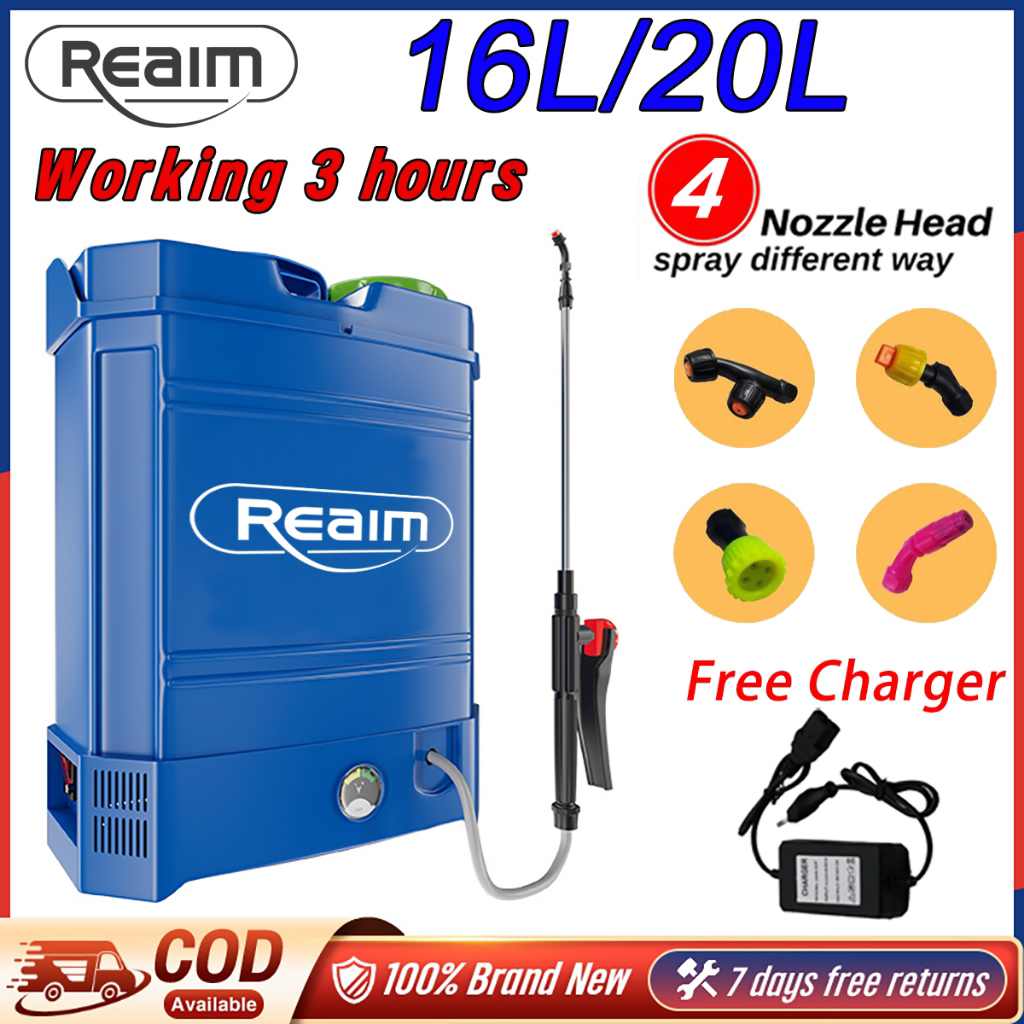 Reaim
16L/20L
Working 3 hours
4
Nozzle Head
spray different way
Reaim
Free Charger
CHARGER
COD
Available
100% Brand New
7 days free returns